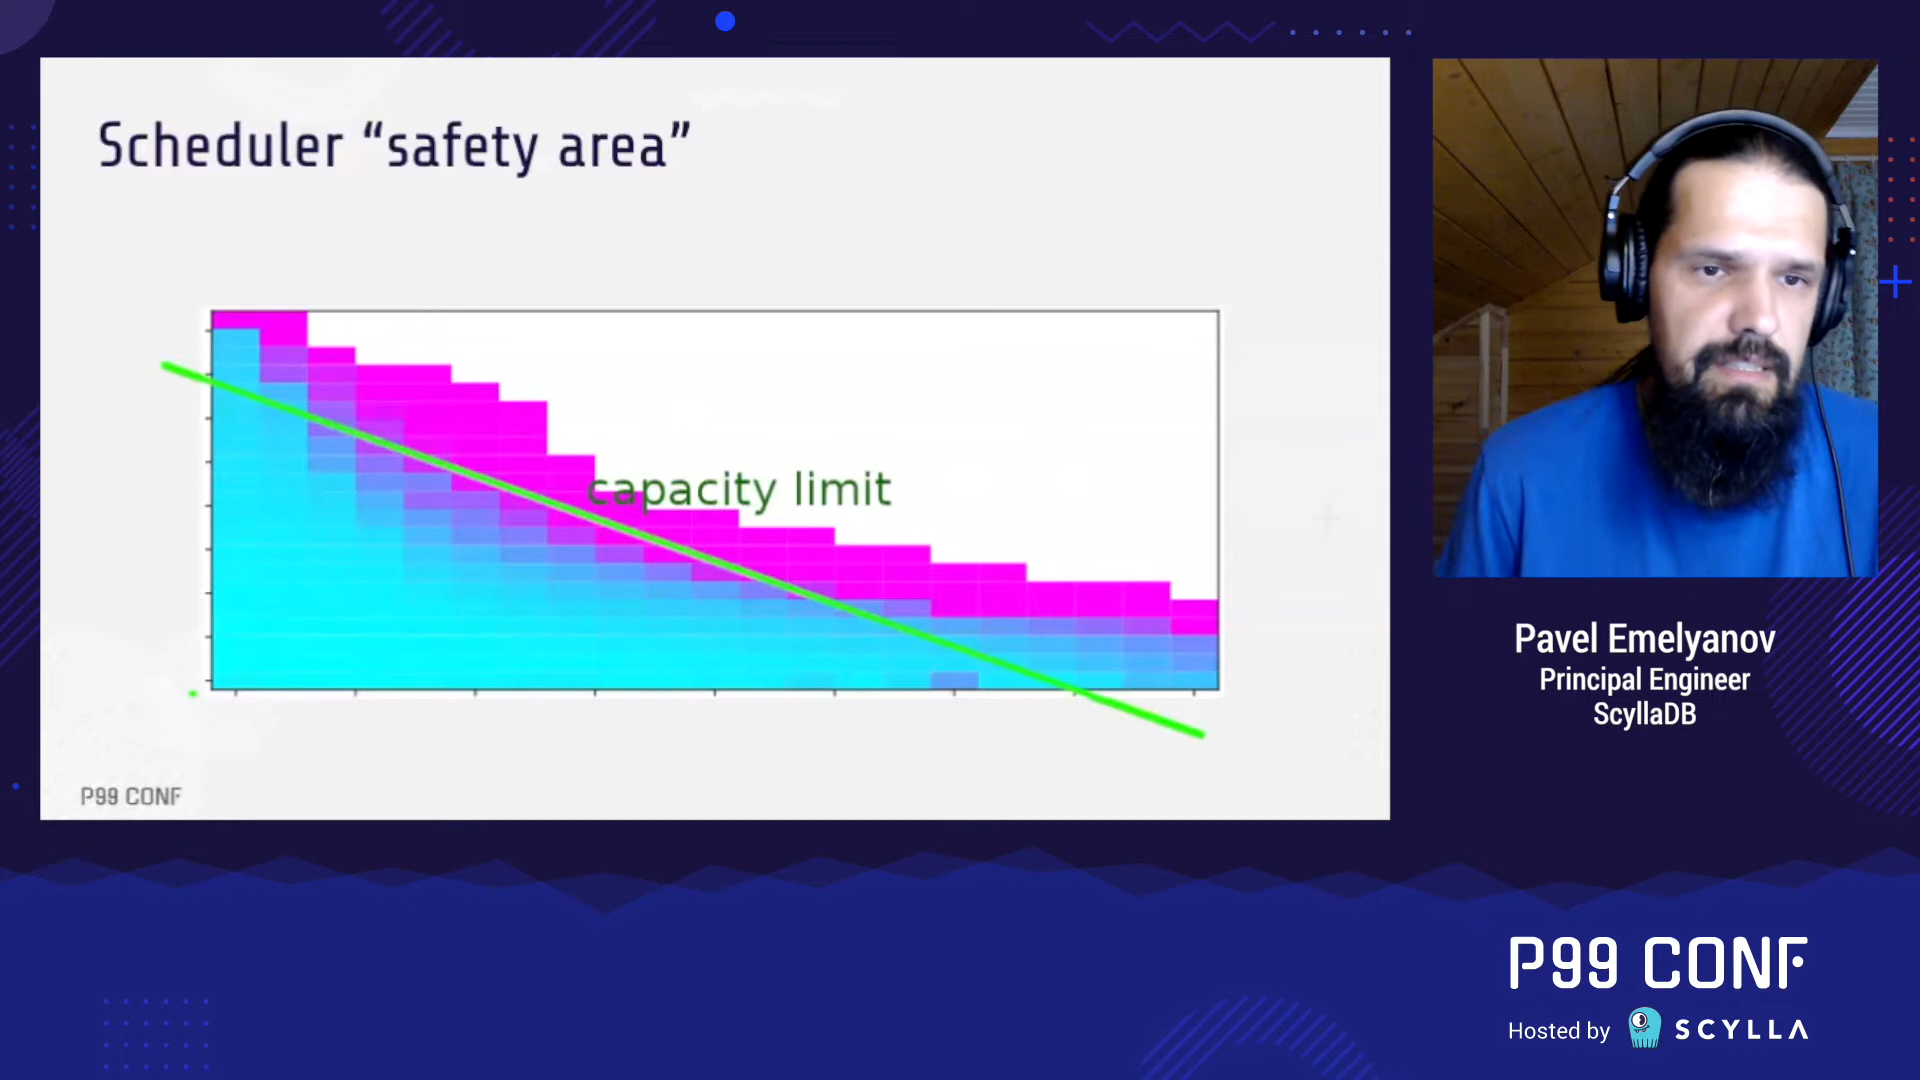 Scheduler “safety area”
capacity limit
P99 CONF
Pavel Emelyanov
Principal Engineer
ScyllaDB
P99 CONF
Hosted by SCYLLA